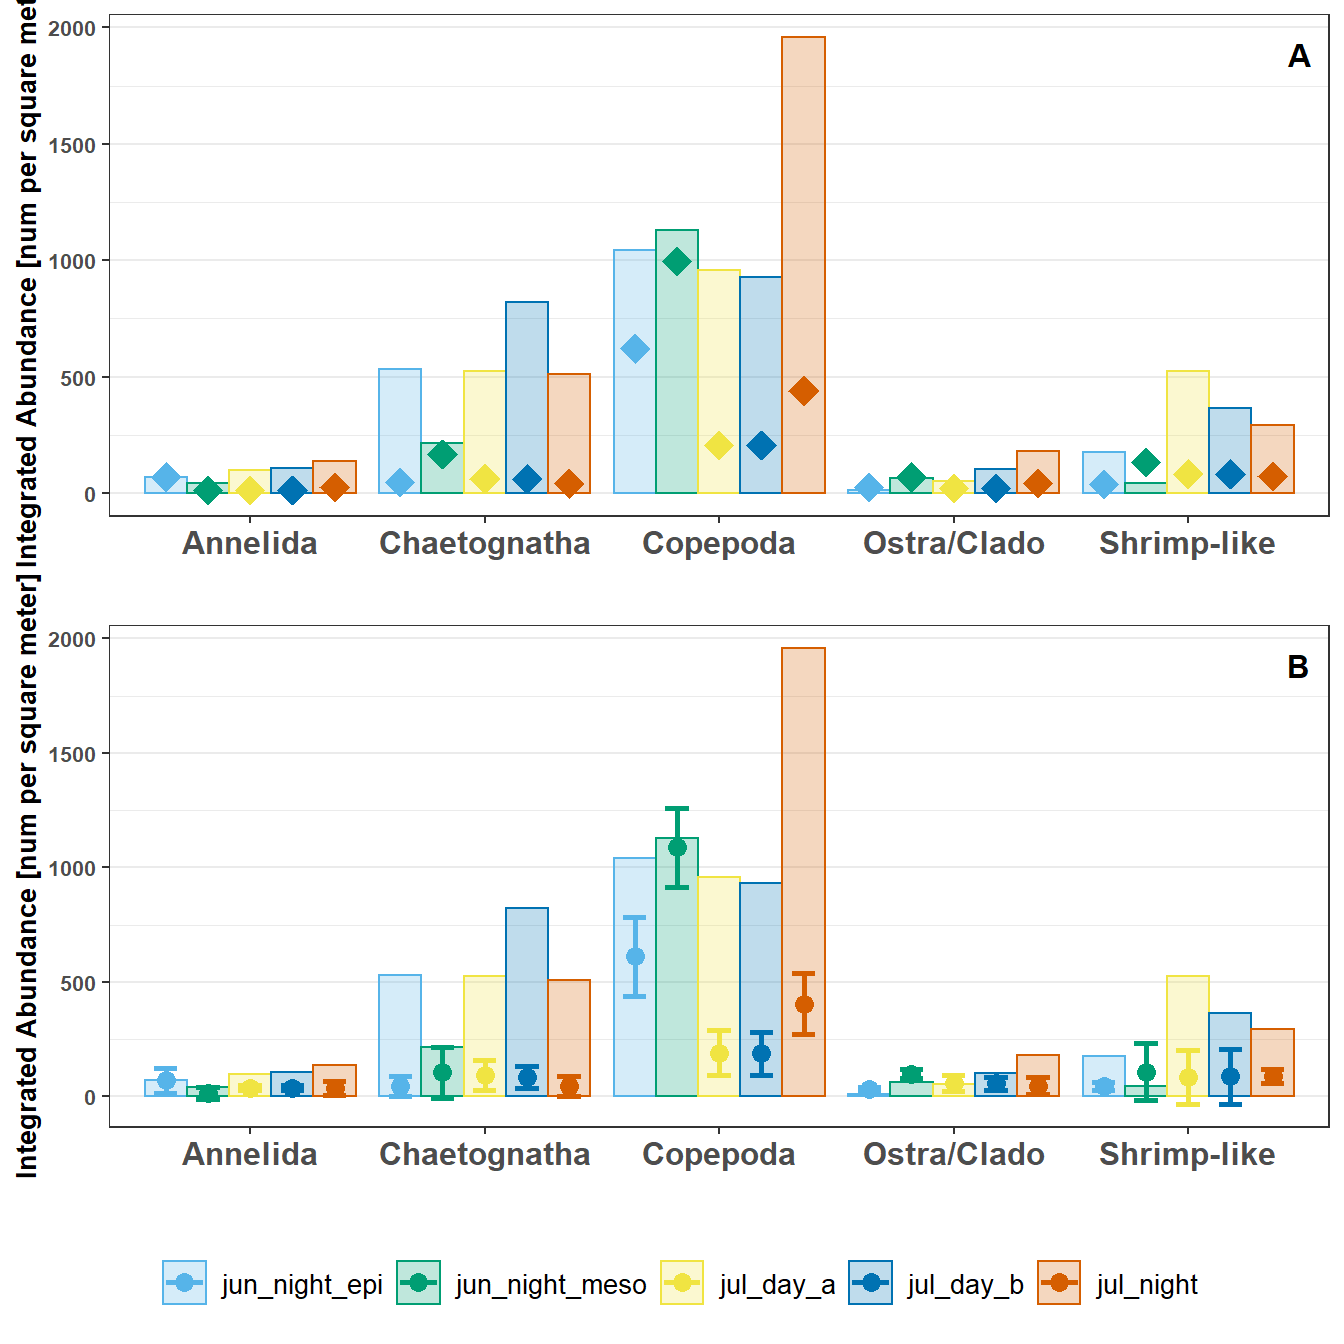 A
Integrated Abundance [num per square met
2000
1500
1000
500
0
Annelida Chaetognatha Copepoda Ostra/Clado Shrimp-like
B
Integrated Abundance [num per square meter]
2000
1500
1000
500
0
Annelida Chaetognatha Copepoda Ostra/Clado Shrimp-like
jun_night_epi jun_night_meso jul_day_a jul_day_b jul_night